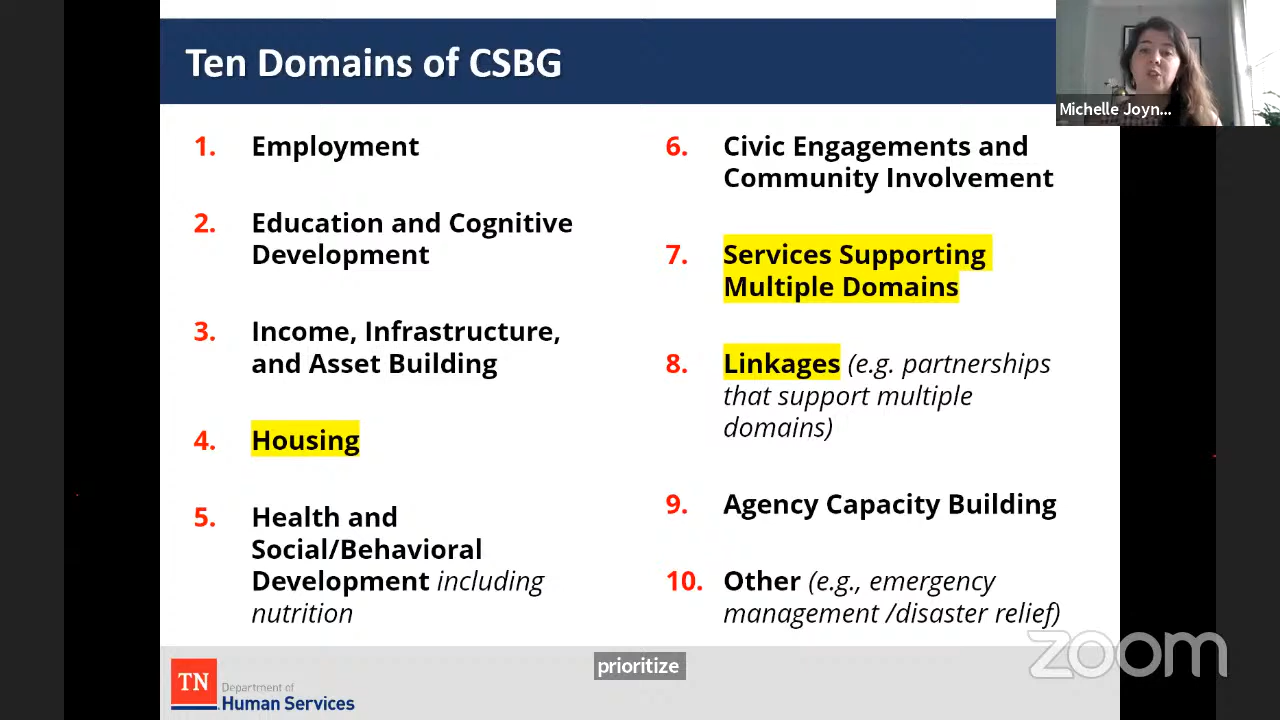 Ten Domains of CSBG
Michelle Joyn...
1. Employment
2. Education and Cognitive
Development
3. Income, Infrastructure,
and Asset Building
4. Housing
5. Health and
Social/Behavioral
Development including
nutrition
6. Civic Engagements and
Community Involvement
7. Services Supporting
Multiple Domains
8. Linkages (e.g. partnerships
that support multiple
domains)
9. Agency Capacity Building
10. Other (e.g., emergency
management /disaster relief)
zoom
prioritize
TN
Department of
Human Services